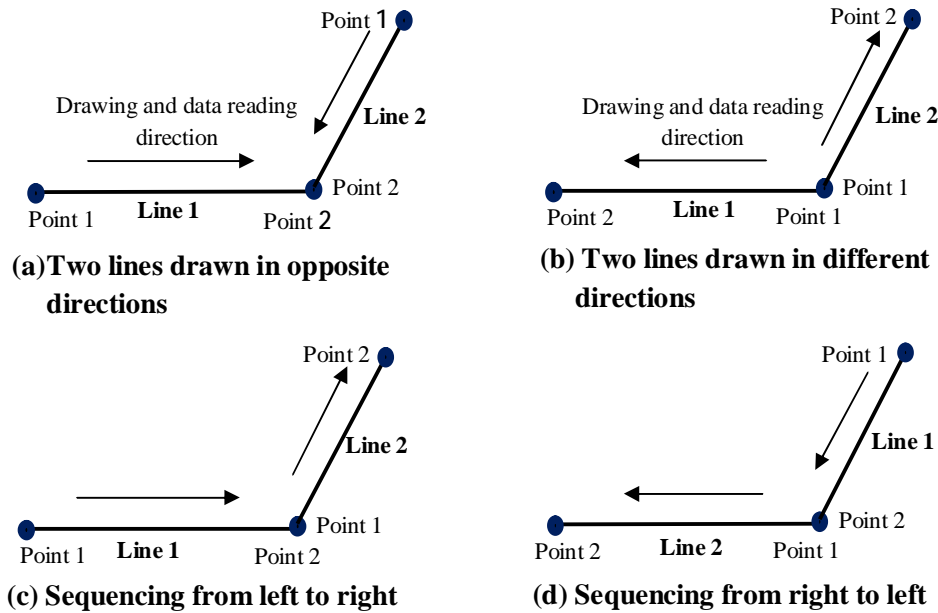 Point 1
Drawing and data reading
direction
Line 2
Point 2
Point 1
Line 1
Point 2
(a)Two lines drawn in opposite
directions
Point 2
Drawing and data reading
direction
Line 2
Point 1
Point 2
Line 1
Point 1
(b) Two lines drawn in different
directions
Point 2
Line 2
Point 1
Point 1
Line 1
Point 2
(c) Sequencing from left to right
Point 1
Line 1
Point 2
Point 2
Line 2
Point 1
(d) Sequencing from right to left